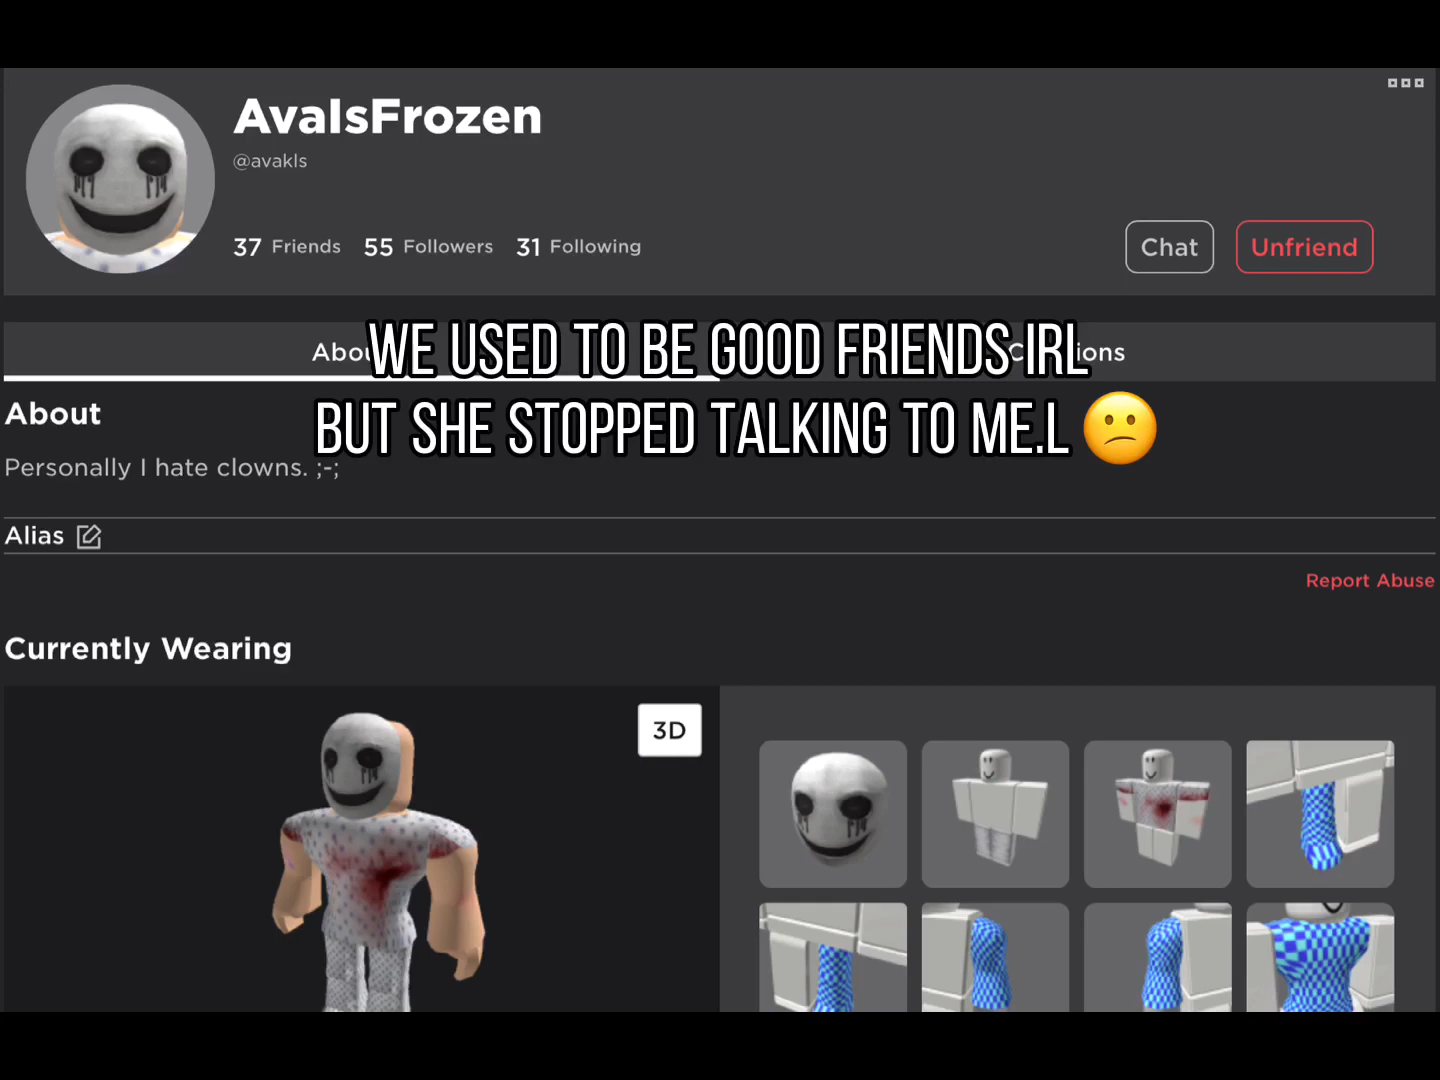 AvaIsFrozen
@avakls
37 Friends 55 Followers 31 Following
Chat
Unfriend
WE USED TO BE GOOD FRIENDS IRL
BUT SHE STOPPED TALKING TO ME.L 😕
About
Personally I hate clowns. ;-;
Alias
Report Abuse
Currently Wearing
3D